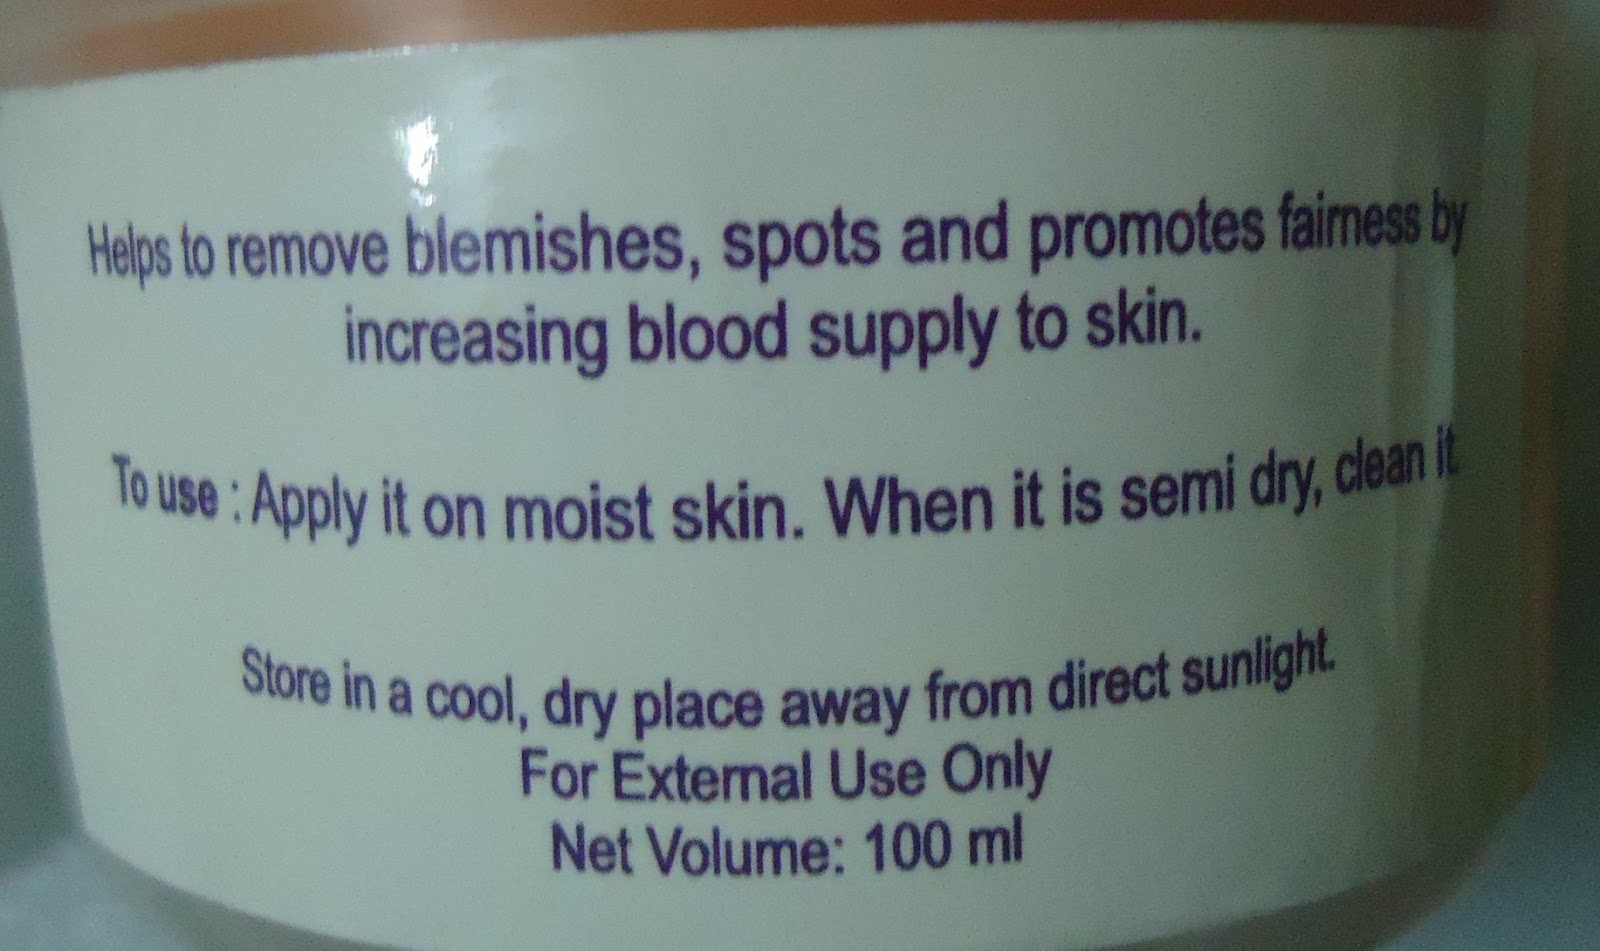 Helps to remove blemishes, spots and promotes fairness by
increasing blood supply to skin.
To use : Apply it on moist skin. When it is semi dry, clean it
Store in a cool, dry place away from direct sunlight.
For External Use Only
Net Volume: 100 ml